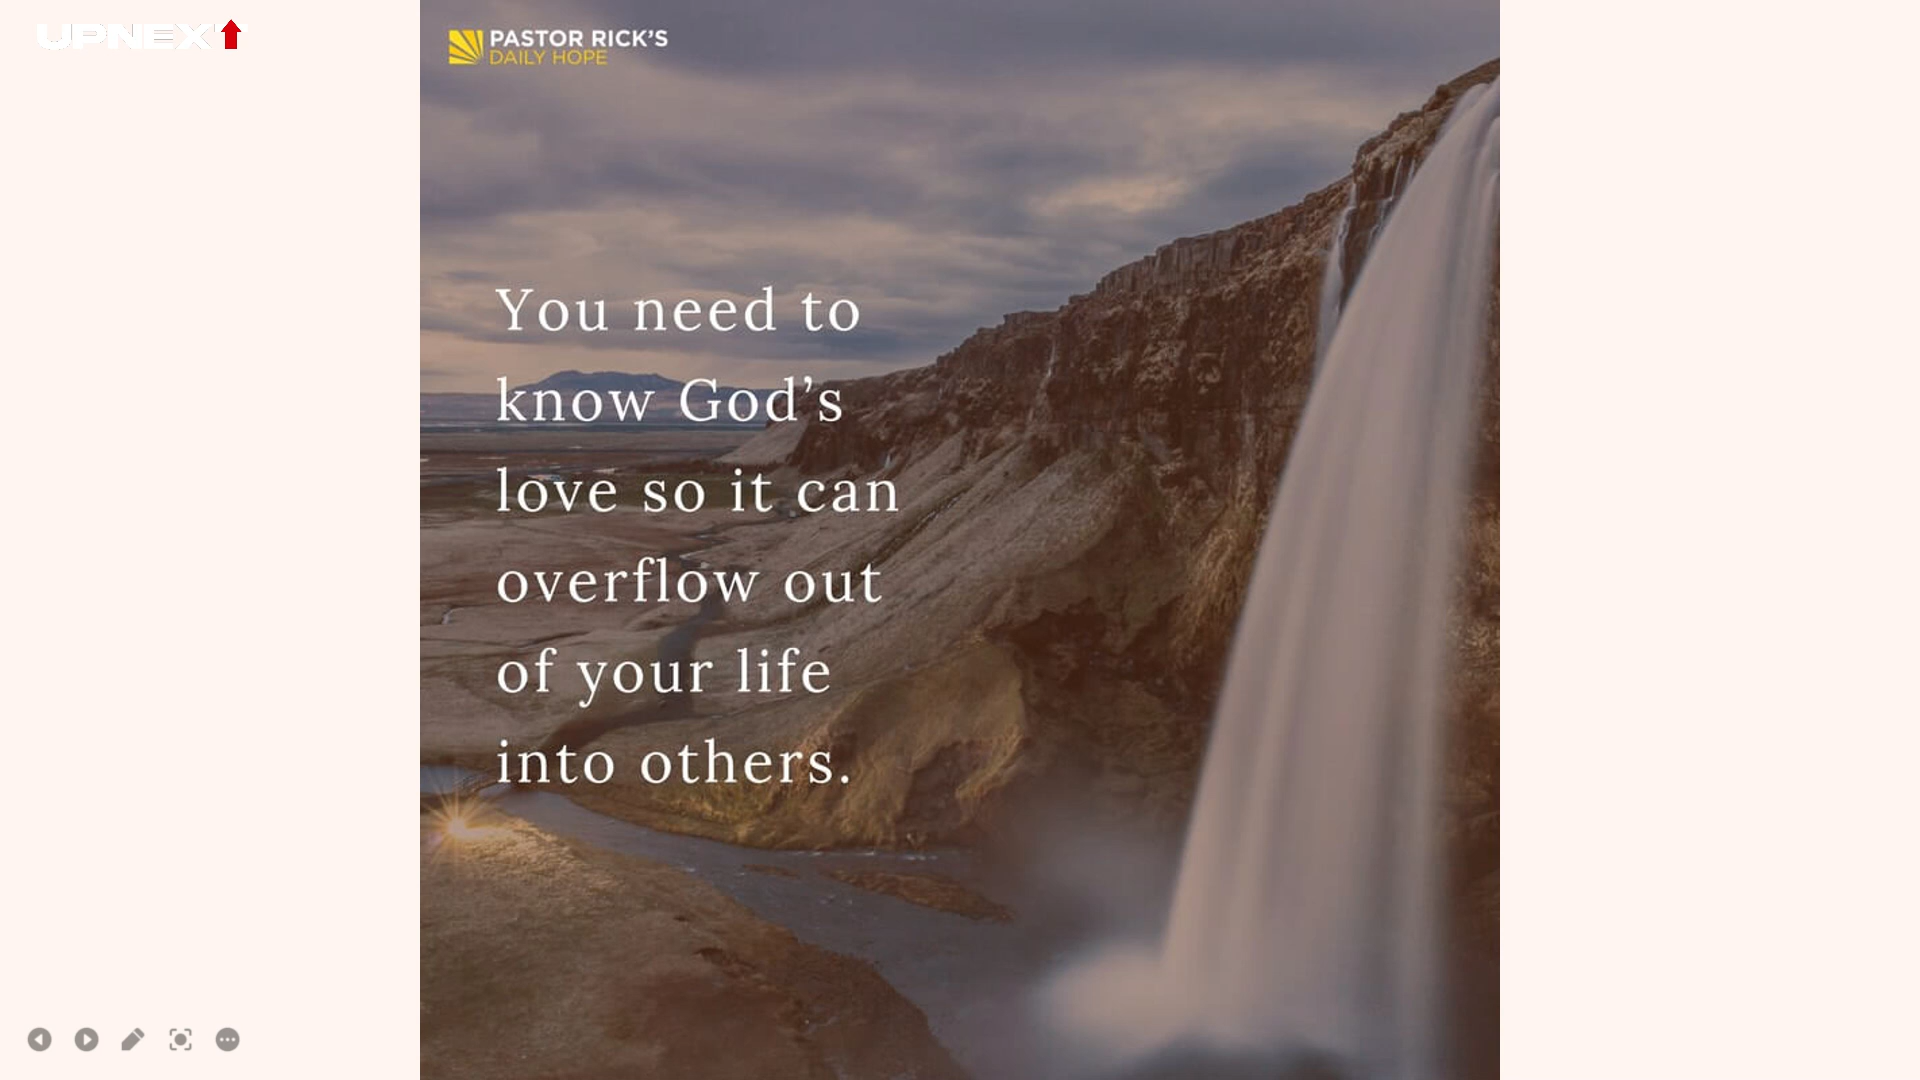 UPNEXT
PASTOR RICK’S
DAILY HOPE
You need to
know God’s
love so it can
overflow out
of your life
into others.